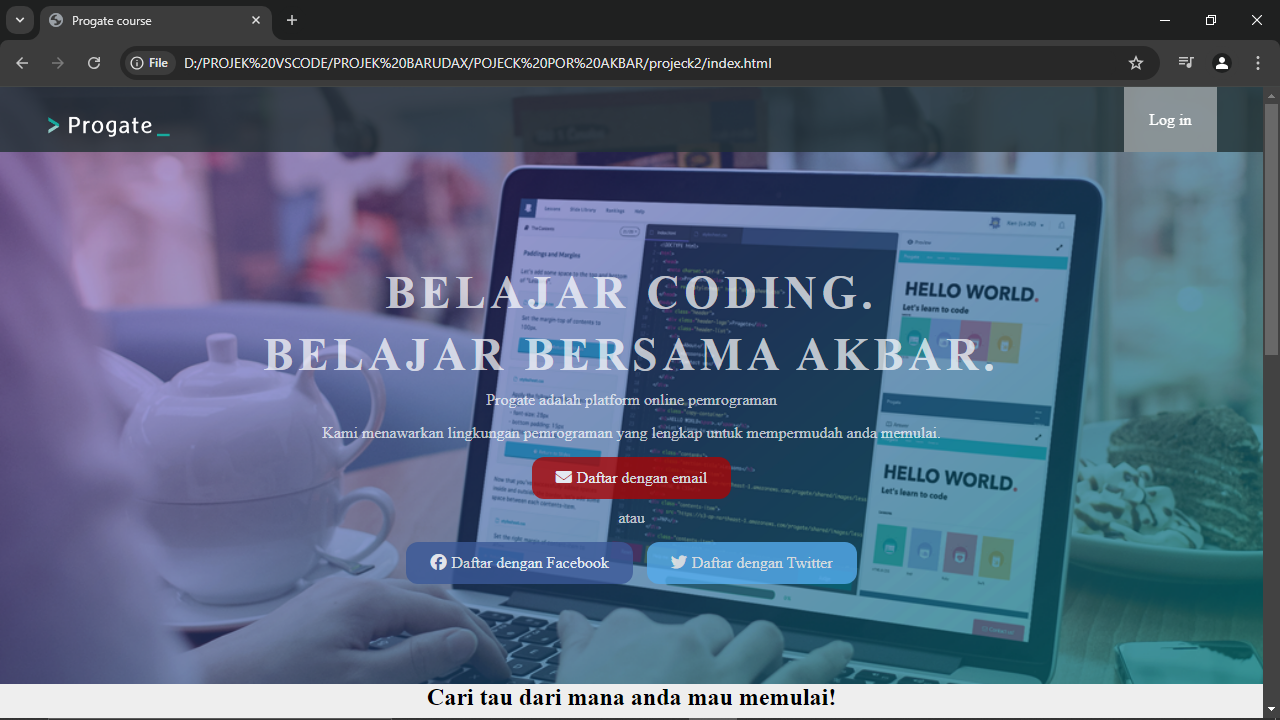 Progate course
File
D:/PROJEK%20VSCODE/PROJEK%20BARUDAX/POJECK%20POR%20AKBAR/projeck2/index.html
> Progate _
Log in
BELAJAR CODING.
BELAJAR BERSAMA AKBAR.
Progate adalah platform online pemrograman
Kami menawarkan lingkungan pemrograman yang lengkap untuk mempermudah anda memulai.
Daftar dengan email
atau
Daftar dengan Facebook
Daftar dengan Twitter
Paddings and Margins
HELLO WORLD.
Let's learn to code
HELLO WORLD.
Let's learn to code
Cari tau dari mana anda mau memulai!